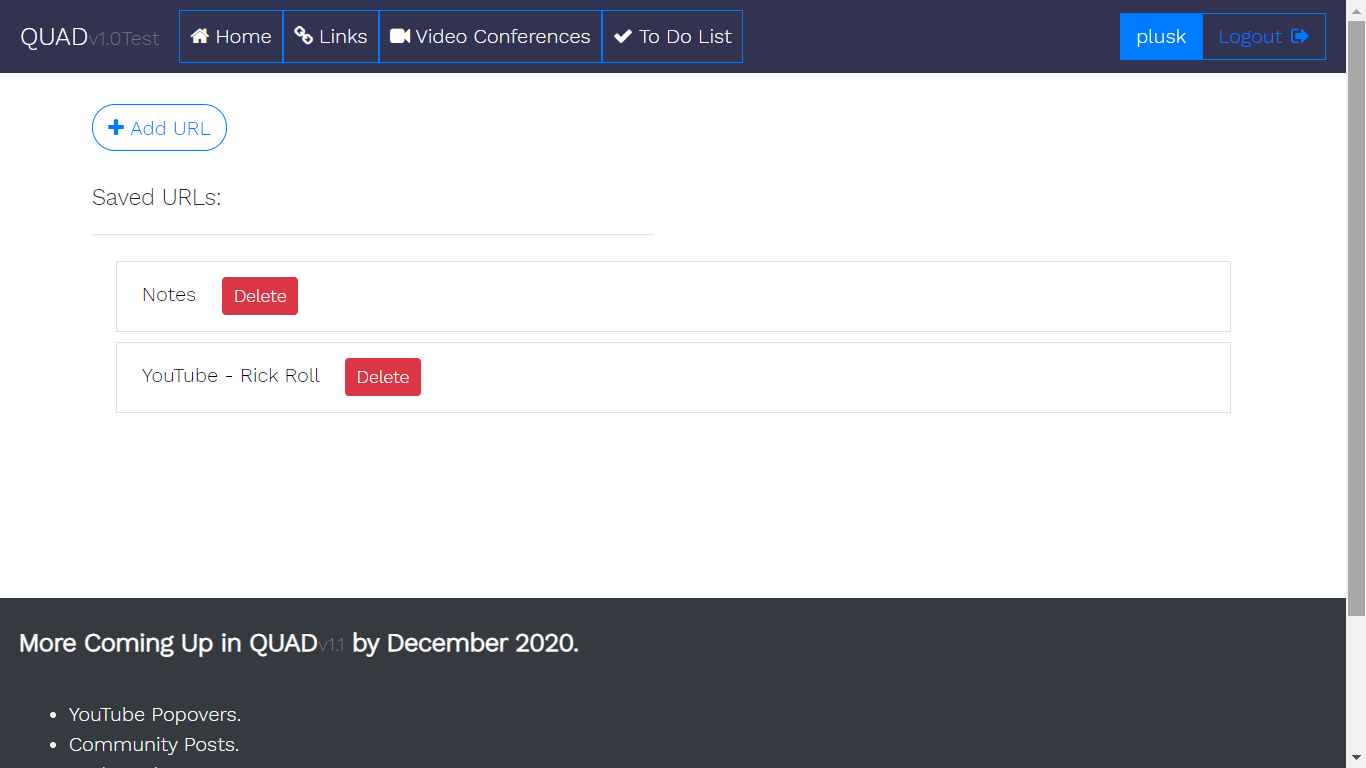 QUADv1.0Test Home Links Video Conferences To Do List plusk Logout
Add URL
Saved URLs:
Notes Delete
YouTube - Rick Roll Delete
More Coming Up in QUADv1.1 by December 2020.
YouTube Popovers.
Community Posts.